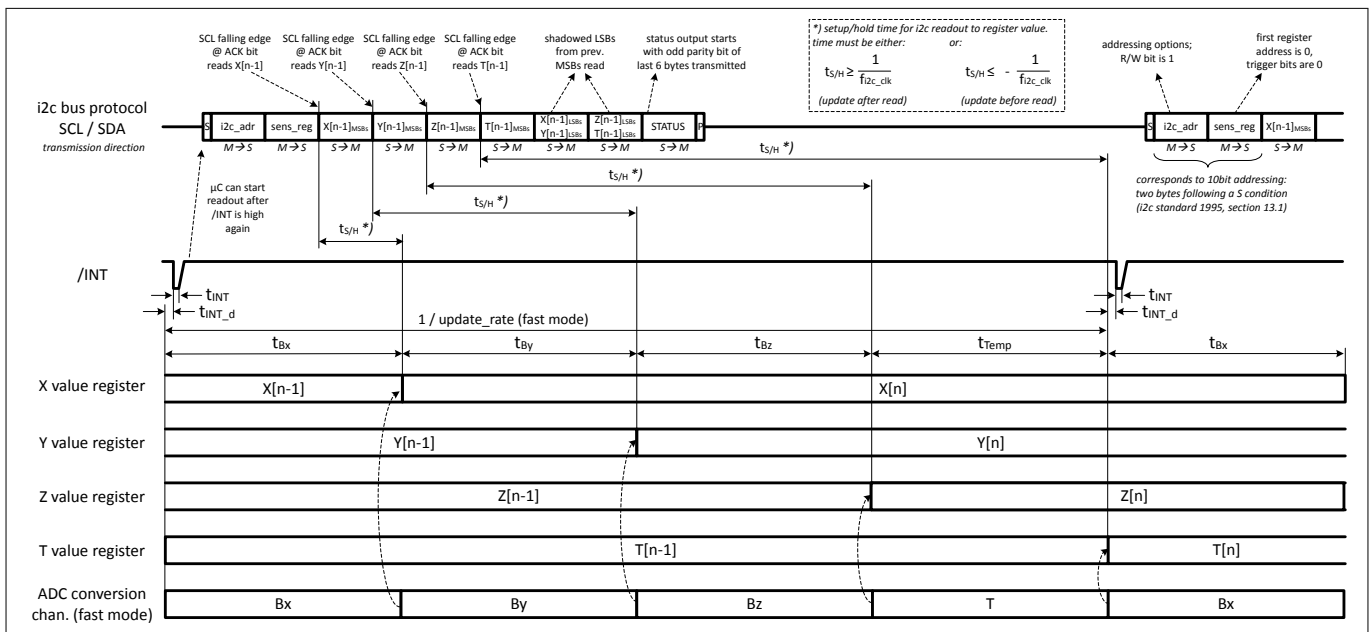 SCL falling edge
@ ACK bit
reads X[n-1]
SCL falling edge
@ ACK bit
reads Y[n-1]
SCL falling edge
@ ACK bit
reads Z[n-1]
SCL falling edge
@ ACK bit
reads T[n-1]
shadowed LSBs
from prev.
MSBs read
status output starts
with odd parity bit of
last 6 bytes transmitted
*) setup/hold time for i2c readout to register value.
time must be either: or:
tS/H ≥ 1 / fi2c_clk tS/H ≤ - 1 / fi2c_clk
(update after read) (update before read)
addressing options;
R/W bit is 1
first register
address is 0,
trigger bits are 0
i2c bus protocol
SCL / SDA
transmission direction
S i2c_adr sens_reg X[n-1]MSBs Y[n-1]MSBs Z[n-1]MSBs T[n-1]MSBs X[n-1]LSBs Y[n-1]LSBs Z[n-1]LSBs T[n-1]LSBs STATUS P
S i2c_adr sens_reg X[n-1]MSBs
M→S M→S S→M S→M S→M S→M S→M S→M S→M
M→S M→S S→M
tS/H *)
tS/H *)
tS/H *)
tS/H *)
corresponds to 10bit addressing:
two bytes following a S condition
(i2c standard 1995, section 13.1)
µC can start
readout after
/INT is high
again
/INT
tINT
tINT_d
tINT
tINT_d
1 / update_rate (fast mode)
tBx tBy tBz tTemp tBx
X value register X[n-1] X[n]
Y value register Y[n-1] Y[n]
Z value register Z[n-1] Z[n]
T value register T[n-1] T[n]
ADC conversion
chan. (fast mode)
Bx By Bz T Bx